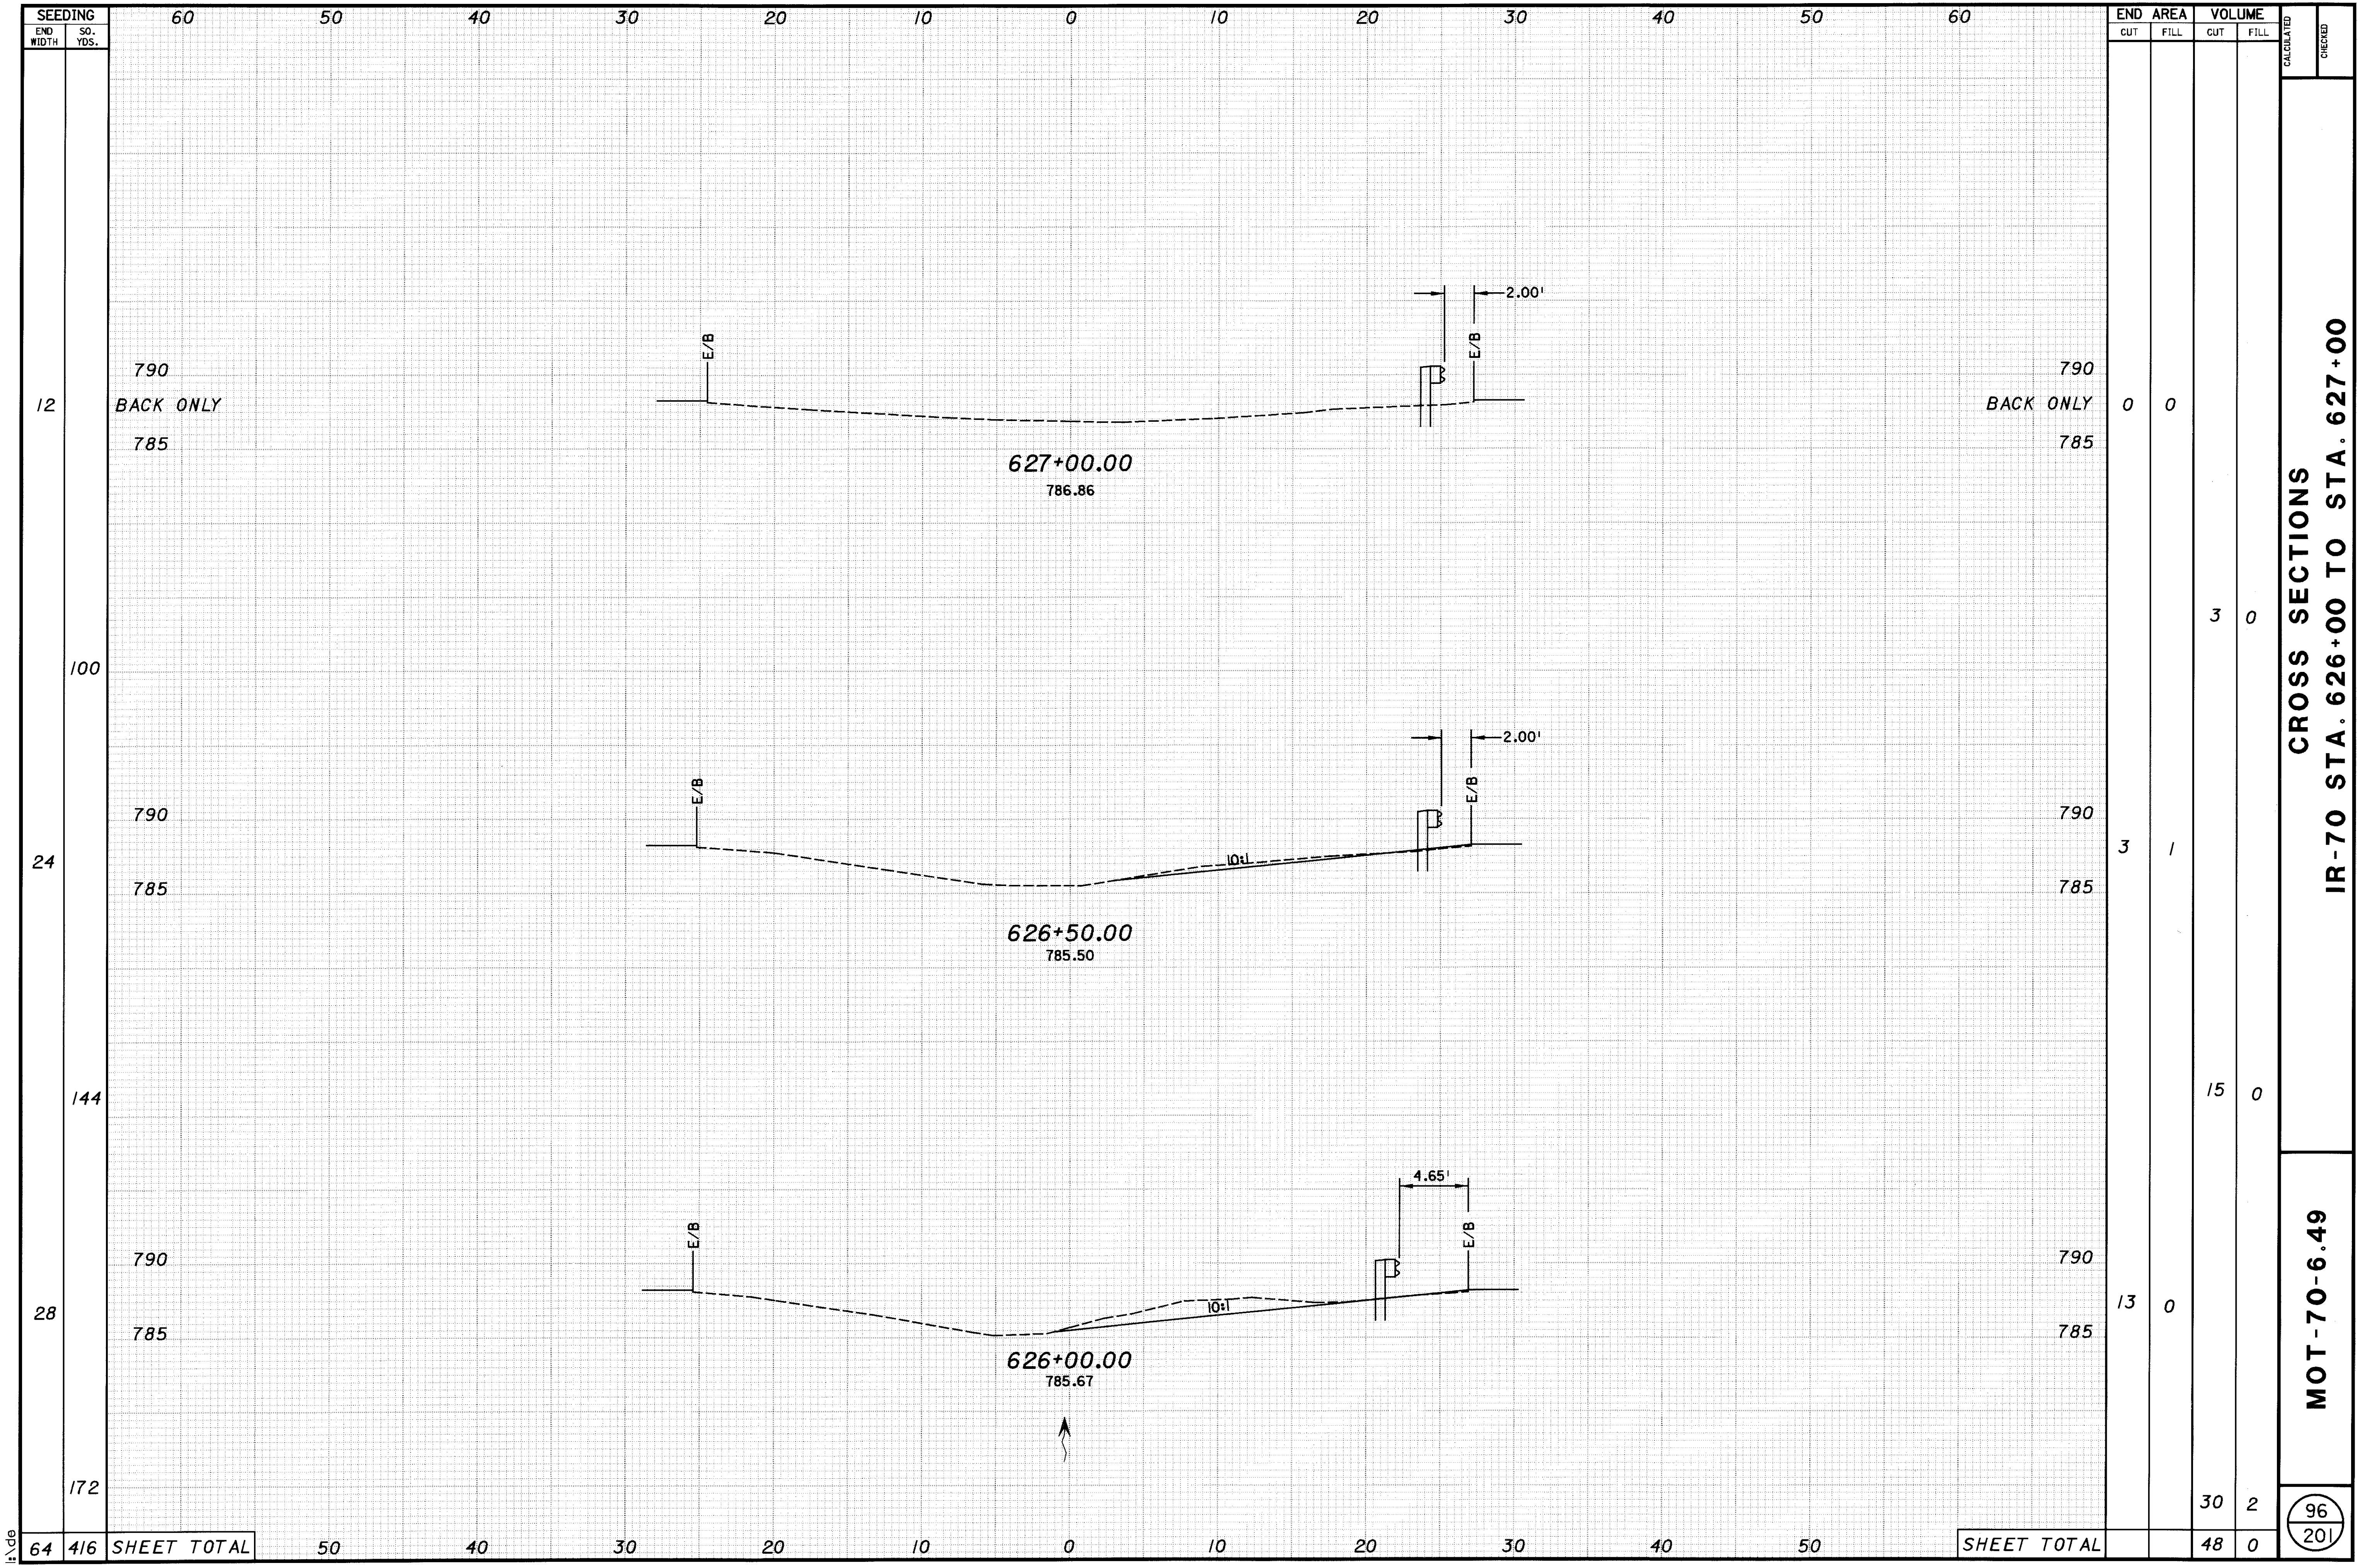 SEEDING
END WIDTH
SO. YDS.
60 50 40 30 20 10 0 10 20 30 40 50 60
END AREA
VOLUME
CUT FILL CUT FILL
CALCULATED
CHECKED
2.00'
E/B
E/B
790
790
12
BACK ONLY
BACK ONLY
0 0
785
785
627+00.00
786.86
3 0
100
2.00'
E/B
E/B
790
790
10:1
24
3 1
785
785
626+50.00
785.50
144
15 0
4.65'
E/B
E/B
790
790
10:1
28
13 0
785
785
626+00.00
785.67
172
30 2
64 416 SHEET TOTAL
50 40 30 20 10 0 10 20 30 40 50
SHEET TOTAL
48 0
CROSS SECTIONS
IR-70 STA. 626+00 TO STA. 627+00
MOT-70-6.49
96
201